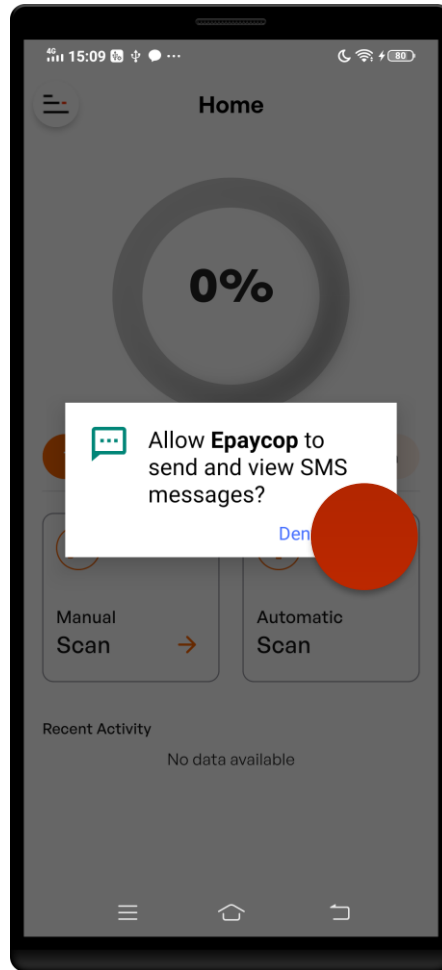 4G 15:09 80
Home
0%
Allow Epaycop to
send and view SMS
messages?
Manual
Scan
Automatic
Scan
Recent Activity
No data available